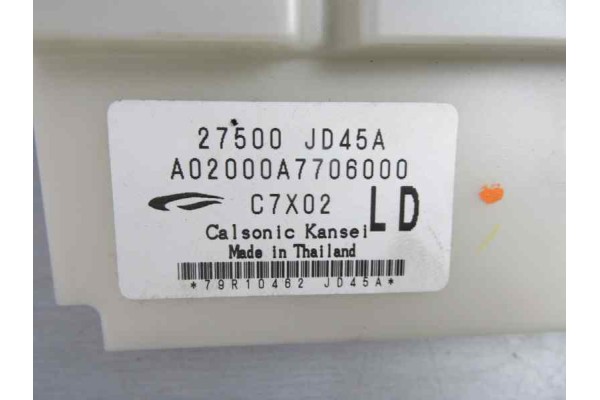 27500 JD45A
A02000A7706000
C7X02 LD
Calsonic Kansei
Made in Thailand
*79R10462 JD45A*